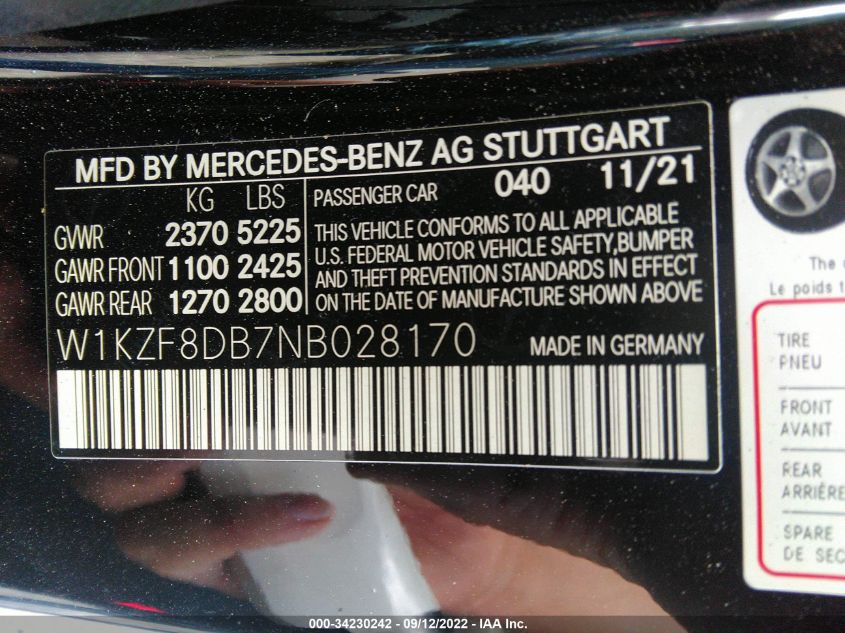 MFD BY MERCEDES-BENZ AG STUTTGART
KG LBS
GVWR 2370 5225
GAWR FRONT 1100 2425
GAWR REAR 1270 2800
PASSENGER CAR 040 11/21
THIS VEHICLE CONFORMS TO ALL APPLICABLE
U.S. FEDERAL MOTOR VEHICLE SAFETY,BUMPER
AND THEFT PREVENTION STANDARDS IN EFFECT
ON THE DATE OF MANUFACTURE SHOWN ABOVE
W1KZF8DB7NB028170 MADE IN GERMANY
The
Le poids
TIRE
PNEU
FRONT
AVANT
REAR
ARRIÈRE
SPARE
DE
000-34230242 - 09/12/2022 - IAA Inc.